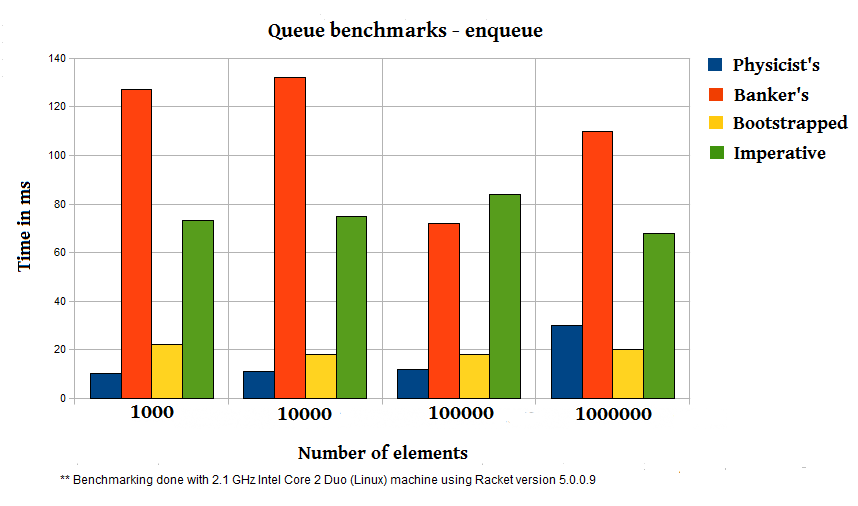 Queue benchmarks - enqueue
140
120
100
80
60
40
20
0
Time in ms
Physicist's
Banker's
Bootstrapped
Imperative
1000 10000 100000 1000000
Number of elements
** Benchmarking done with 2.1 GHz Intel Core 2 Duo (Linux) machine using Racket version 5.0.0.9